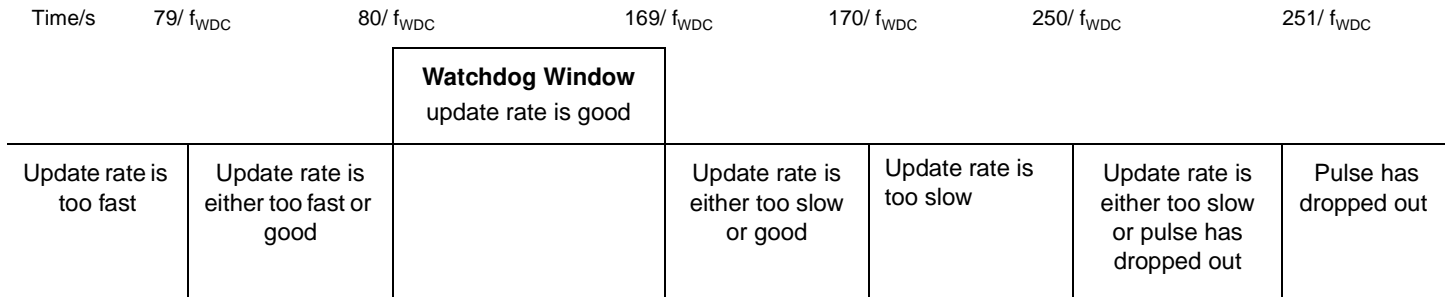 Time/s 79/ fWDC 80/ fWDC 169/ fWDC 170/ fWDC 250/ fWDC 251/ fWDC
Watchdog Window
update rate is good
Update rate is
too fast
Update rate is
either too fast or
good
Update rate is
either too slow
or good
Update rate is
too slow
Update rate is
either too slow
or pulse has
dropped out
Pulse has
dropped out